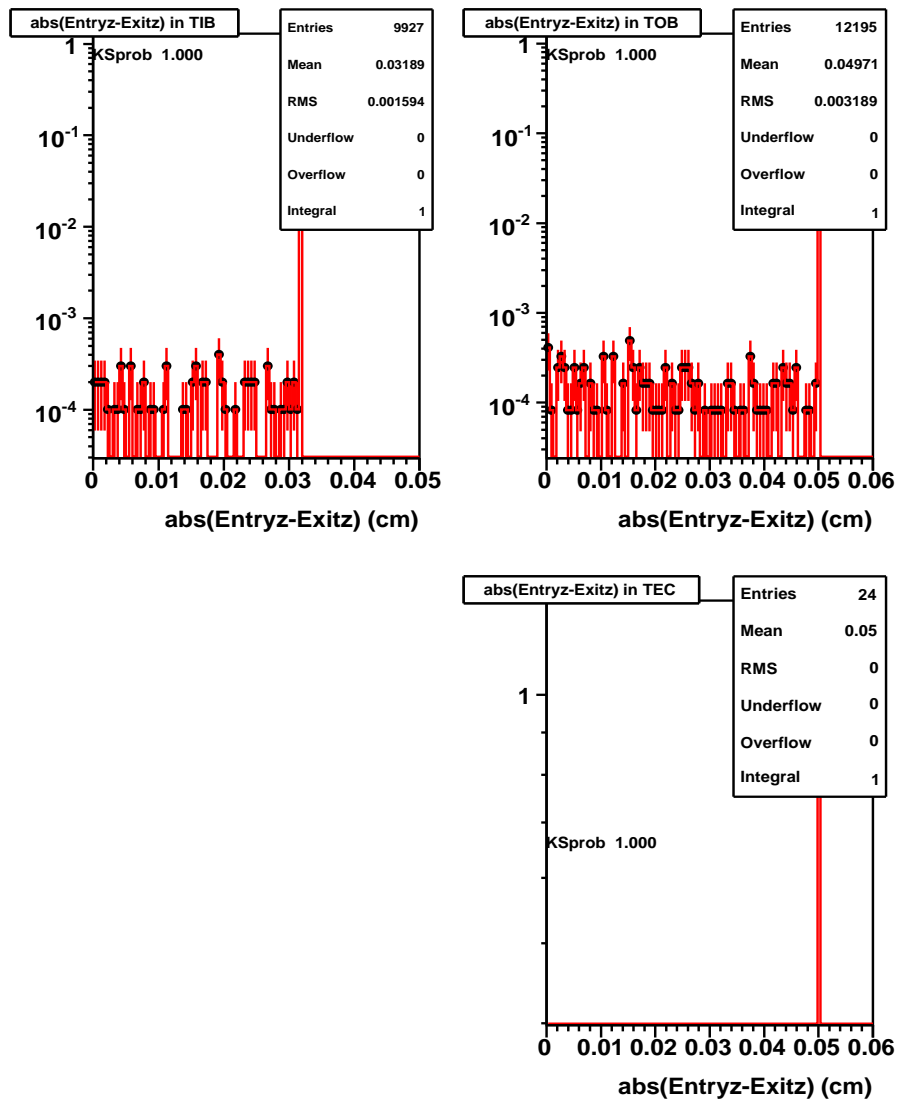 abs(Entryz-Exitz) in TIB
Entries 9927
Mean 0.03189
RMS 0.001594
Underflow 0
Overflow 0
Integral 1
KSprob 1.000
1
10^-1
10^-2
10^-3
10^-4
0 0.01 0.02 0.03 0.04 0.05
abs(Entryz-Exitz) (cm)
abs(Entryz-Exitz) in TOB
Entries 12195
Mean 0.04971
RMS 0.003189
Underflow 0
Overflow 0
Integral 1
KSprob 1.000
1
10^-1
10^-2
10^-3
10^-4
0 0.01 0.02 0.03 0.04 0.05 0.06
abs(Entryz-Exitz) (cm)
abs(Entryz-Exitz) in TEC
Entries 24
Mean 0.05
RMS 0
Underflow 0
Overflow 0
Integral 1
1
KSprob 1.000
0 0.01 0.02 0.03 0.04 0.05 0.06
abs(Entryz-Exitz) (cm)